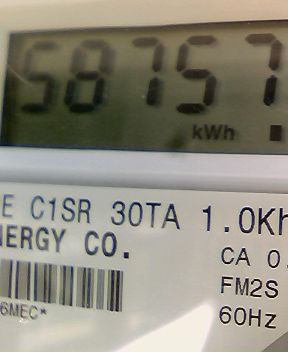 58757
kWh
E C1SR 30TA 1.0Kh
NERGY CO.
CA 0.
FM2S
6MEC*
60Hz